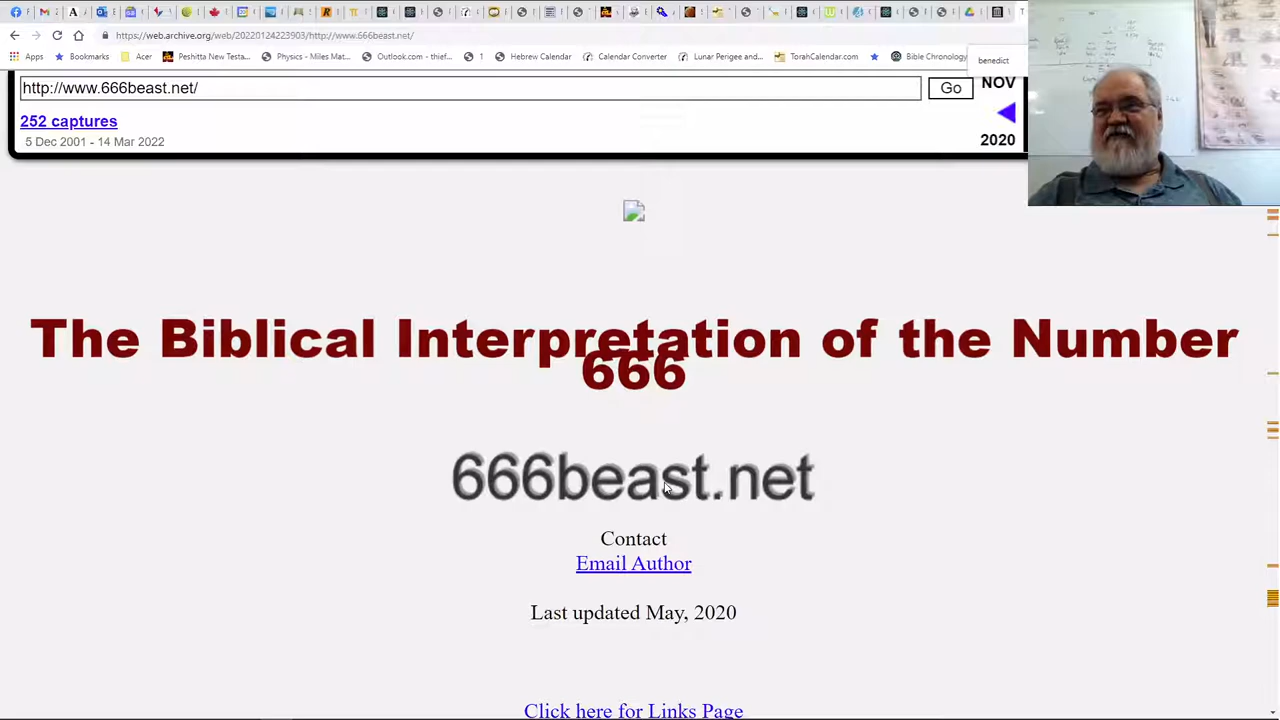 https://web.archive.org/web/20220124223903/http://www.666beast.net/
Apps Bookmarks Acer Peshitta New Testa... Physics - Miles Mat... Outlook.com - thief... 1 Hebrew Calendar Calendar Converter Lunar Perigee and... TorahCalendar.com Bible Chronology
benedict
http://www.666beast.net/ Go NOV
252 captures
5 Dec 2001 - 14 Mar 2022 2020
The Biblical Interpretation of the Number
666
666beast.net
Contact
Email Author
Last updated May, 2020
Click here for Links Page